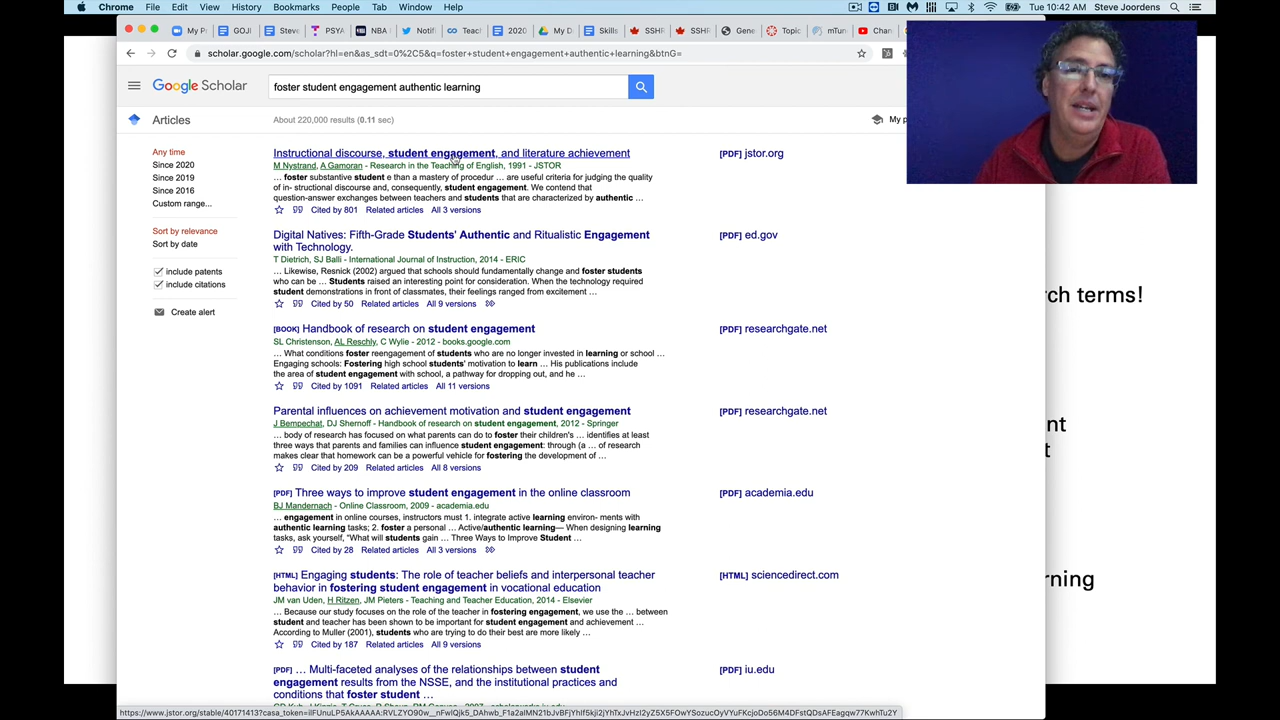 Chrome File Edit View History Bookmarks People Tab Window Help
Tue 10:42 AM Steve Joordens
My P GOJI Steve PSYA NBA Notifi Teach 2020 My D Skills SSHR SSHR Gene Topic mTun Chan
scholar.google.com/scholar?hl=en&as_sdt=0%2C5&q=foster+student+engagement+authentic+learning&btnG=
Google Scholar
foster student engagement authentic learning
Articles
About 220,000 results (0.11 sec)
My p
Any time
Since 2020
Since 2019
Since 2016
Custom range...
Sort by relevance
Sort by date
include patents
include citations
Create alert
Instructional discourse, student engagement, and literature achievement
[PDF] jstor.org
M Nystrand, A Gamoran - Research in the Teaching of English, 1991 - JSTOR
... foster substantive student e than a mastery of procedur ... are useful criteria for judging the quality
of in- structional discourse and, consequently, student engagement. We contend that
question-answer exchanges between teachers and students that are characterized by authentic ...
Cited by 801 Related articles All 3 versions
Digital Natives: Fifth-Grade Students' Authentic and Ritualistic Engagement
with Technology.
[PDF] ed.gov
T Dietrich, SJ Balli - International Journal of Instruction, 2014 - ERIC
... Likewise, Resnick (2002) argued that schools should fundamentally change and foster students
who can be ... Students raised an interesting point for consideration. When the technology required
student demonstrations in front of classmates, their feelings ranged from excitement ...
Cited by 50 Related articles All 9 versions
[BOOK] Handbook of research on student engagement
[PDF] researchgate.net
SL Christenson, AL Reschly, C Wylie - 2012 - books.google.com
... What conditions foster reengagement of students who are no longer invested in learning or school ...
Engaging schools: Fostering high school students' motivation to learn ... His publications include
the area of student engagement with school, a pathway for dropping out, and he ...
Cited by 1091 Related articles All 11 versions
Parental influences on achievement motivation and student engagement
[PDF] researchgate.net
J Bempechat, DJ Shernoff - Handbook of research on student engagement, 2012 - Springer
... body of research has focused on what parents can do to foster their children's ... identifies at least
three ways that parents and families can influence student engagement: through (a ... of research
makes clear that homework can be a powerful vehicle for fostering the development of ...
Cited by 209 Related articles All 8 versions
[PDF] Three ways to improve student engagement in the online classroom
[PDF] academia.edu
BJ Mandernach - Online Classroom, 2009 - academia.edu
... engagement in online courses, instructors must 1. integrate active learning environ- ments with
authentic learning tasks; 2. foster a personal ... Active/authentic learning— When designing learning
tasks, ask yourself, "What will students gain ... Three Ways to Improve Student ...
Cited by 28 Related articles All 3 versions
[HTML] Engaging students: The role of teacher beliefs and interpersonal teacher
behavior in fostering student engagement in vocational education
[HTML] sciencedirect.com
JM van Uden, H Ritzen, JM Pieters - Teaching and Teacher Education, 2014 - Elsevier
... Because our study focuses on the role of the teacher in fostering engagement, we use the ... between
student and teacher has been shown to be important for student engagement and achievement ...
According to Muller (2001), students who are trying to do their best are more likely ...
Cited by 187 Related articles All 9 versions
[PDF] ... Multi-faceted analyses of the relationships between student
engagement results from the NSSE, and the institutional practices and
conditions that foster student ...
[PDF] iu.edu
rch terms!
nt
t
rning